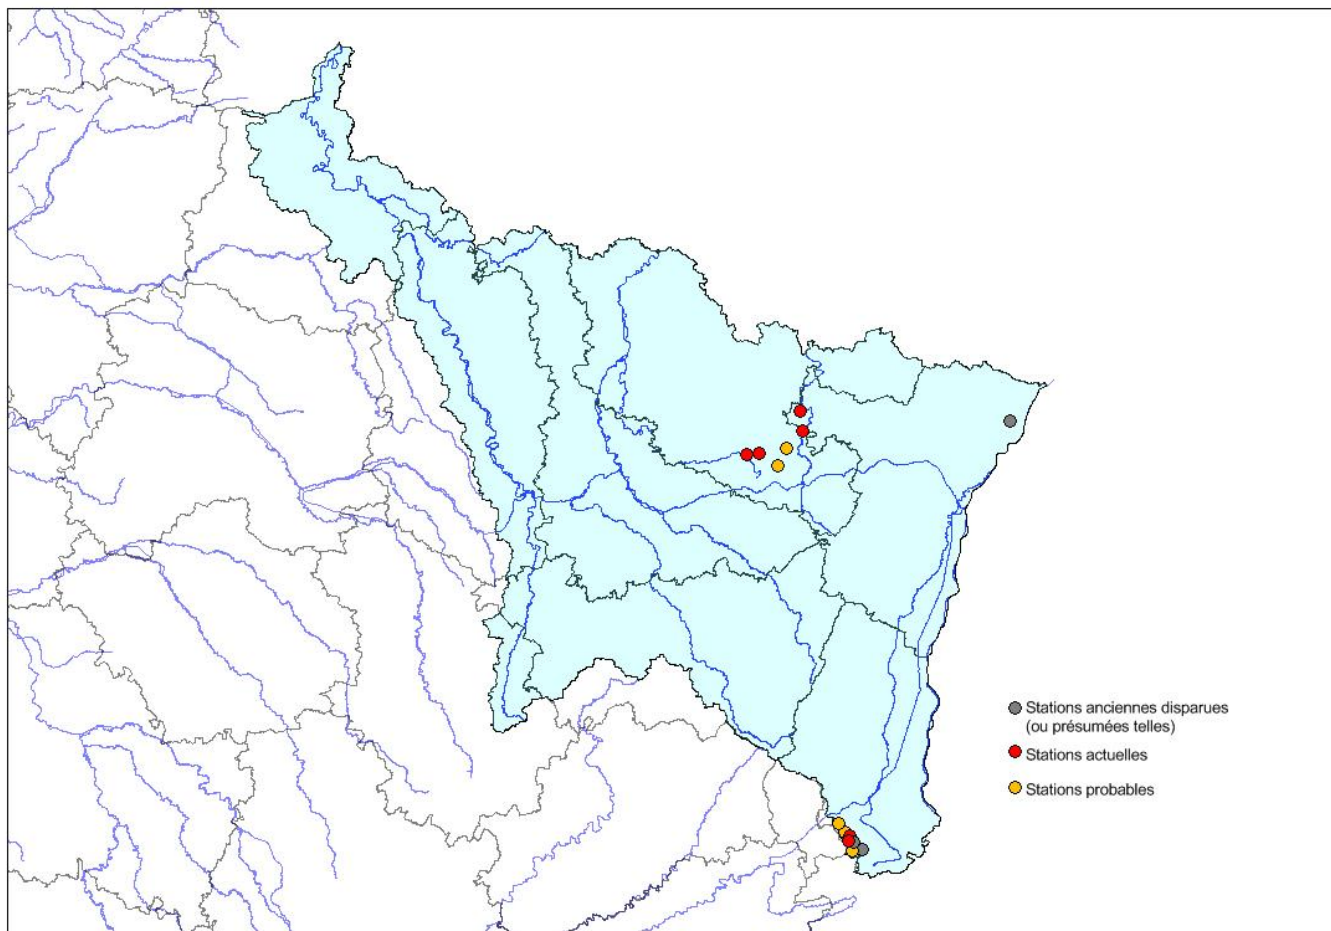 Stations anciennes disparues
(ou présumées telles)
Stations actuelles
Stations probables